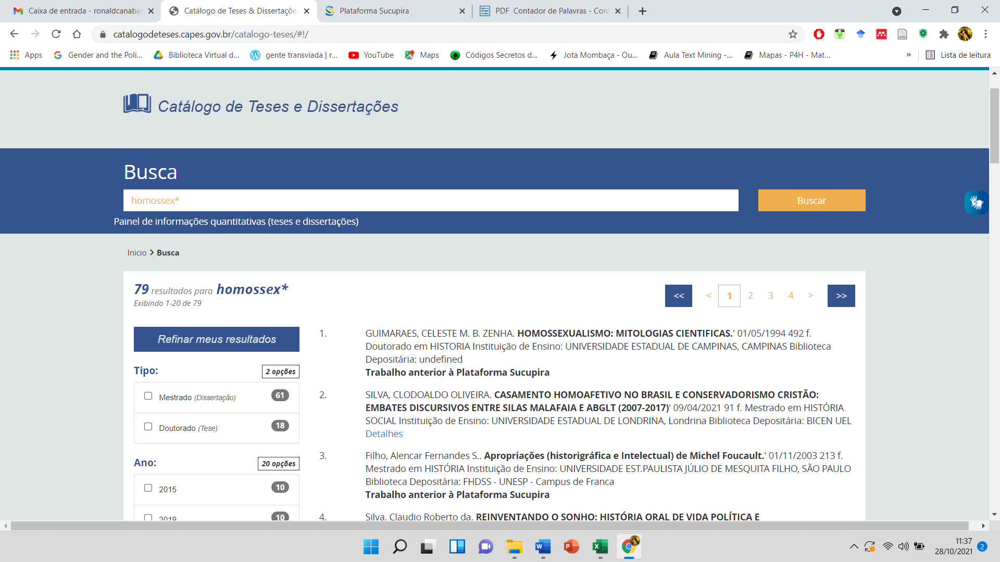 Caixa de entrada - ronaldcanabar
Catálogo de Teses & Dissertaçõe
Plataforma Sucupira
PDF Contador de Palavras - Con
catalogodeteses.capes.gov.br/catalogo-teses/#!/
Apps
Gender and the Poli...
Biblioteca Virtual d...
gente transviada | r...
YouTube
Maps
Códigos Secretos d...
Jota Mombaça - Ou...
Aula Text Mining -...
Mapas - P4H - Mat...
»
Lista de leitura
Catálogo de Teses e Dissertações
Busca
homossex*
Buscar
Painel de informações quantitativas (teses e dissertações)
Inicio > Busca
79 resultados para homossex*
Exibindo 1-20 de 79
<< < 1 2 3 4 > >>
Refinar meus resultados
Tipo:
2 opções
Mestrado (Dissertação)
61
Doutorado (Tese)
18
Ano:
20 opções
2015
10
2019
10
1.
GUIMARAES, CELESTE M. B. ZENHA. HOMOSSEXUALISMO: MITOLOGIAS CIENTIFICAS.' 01/05/1994 492 f.
Doutorado em HISTORIA Instituição de Ensino: UNIVERSIDADE ESTADUAL DE CAMPINAS, CAMPINAS Biblioteca
Depositária: undefined
Trabalho anterior à Plataforma Sucupira
2.
SILVA, CLODOALDO OLIVEIRA. CASAMENTO HOMOAFETIVO NO BRASIL E CONSERVADORISMO CRISTÃO:
EMBATES DISCURSIVOS ENTRE SILAS MALAFAIA E ABGLT (2007-2017)' 09/04/2021 91 f. Mestrado em HISTÓRIA
SOCIAL Instituição de Ensino: UNIVERSIDADE ESTADUAL DE LONDRINA, Londrina Biblioteca Depositária: BICEN UEL
Detalhes
3.
Filho, Alencar Fernandes S.. Apropriações (historigráfica e Intelectual) de Michel Foucault.' 01/11/2003 213 f.
Mestrado em HISTÓRIA Instituição de Ensino: UNIVERSIDADE EST.PAULISTA JÚLIO DE MESQUITA FILHO, SÃO PAULO
Biblioteca Depositária: FHDSS - UNESP - Campus de Franca
Trabalho anterior à Plataforma Sucupira
4.
Silva, Claudio Roberto da. REINVENTANDO O SONHO: HISTÓRIA ORAL DE VIDA POLÍTICA E
11:37
28/10/2021
2